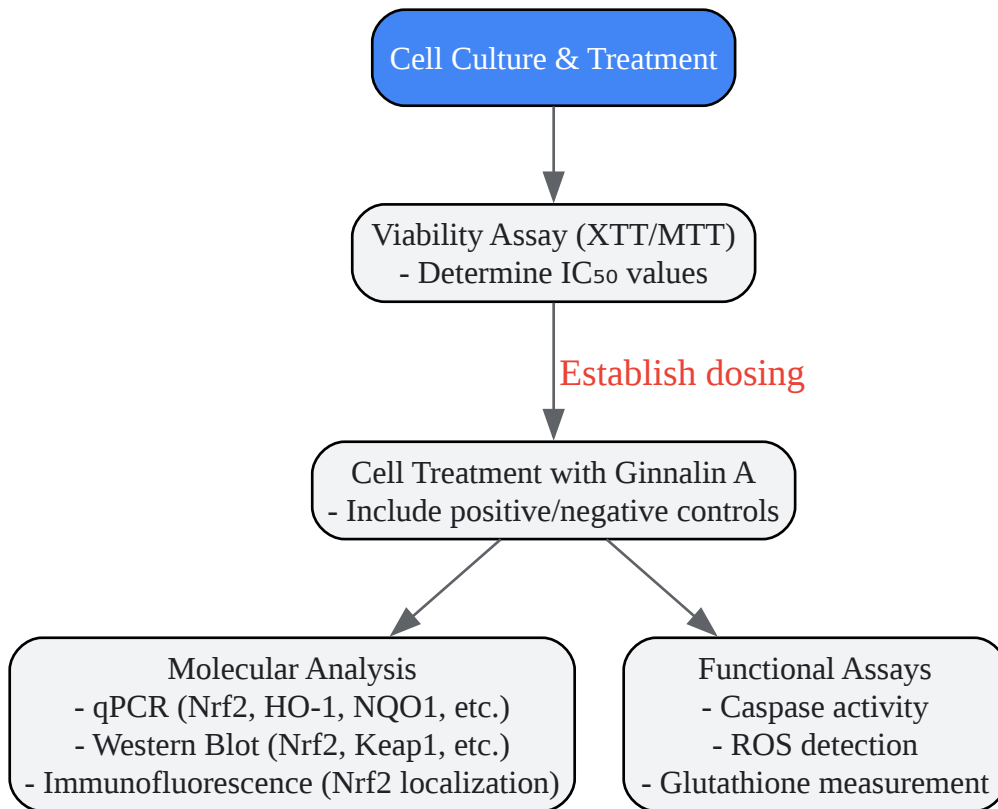 Cell Culture & Treatment
Viability Assay (XTT/MTT)
- Determine IC₅₀ values
Establish dosing
Cell Treatment with Ginnalin A
- Include positive/negative controls
Molecular Analysis
- qPCR (Nrf2, HO-1, NQO1, etc.)
- Western Blot (Nrf2, Keap1, etc.)
- Immunofluorescence (Nrf2 localization)
Functional Assays
- Caspase activity
- ROS detection
- Glutathione measurement